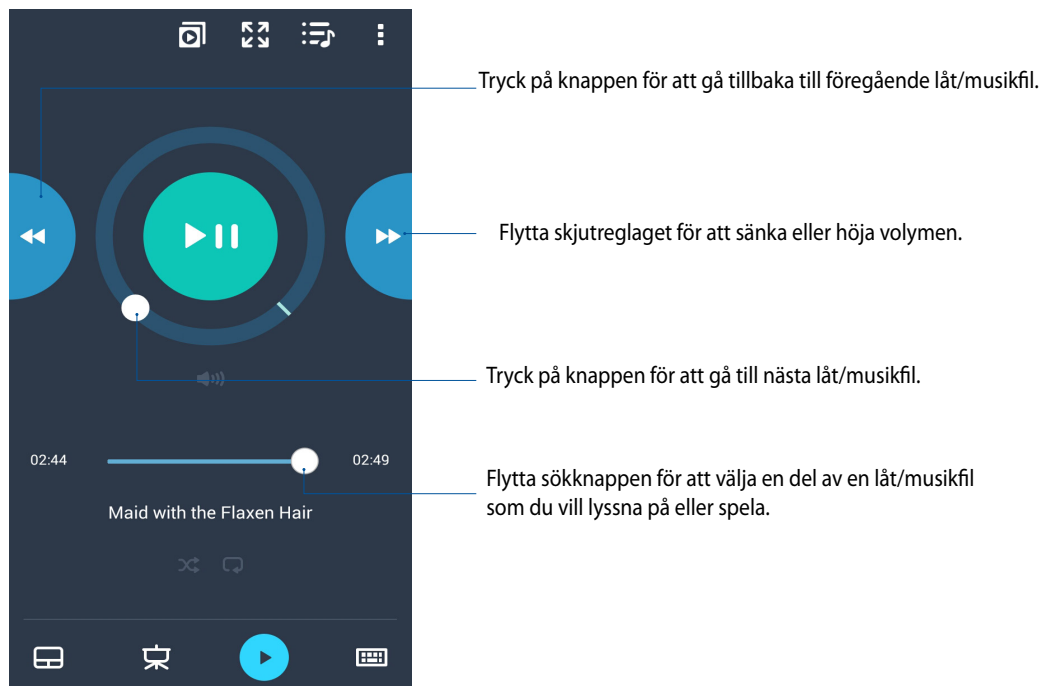 Tryck på knappen för att gå tillbaka till föregående låt/musikfil.
Flytta skjutreglaget för att sänka eller höja volymen.
Tryck på knappen för att gå till nästa låt/musikfil.
02:44
02:49
Flytta sökknappen för att välja en del av en låt/musikfil
som du vill lyssna på eller spela.
Maid with the Flaxen Hair